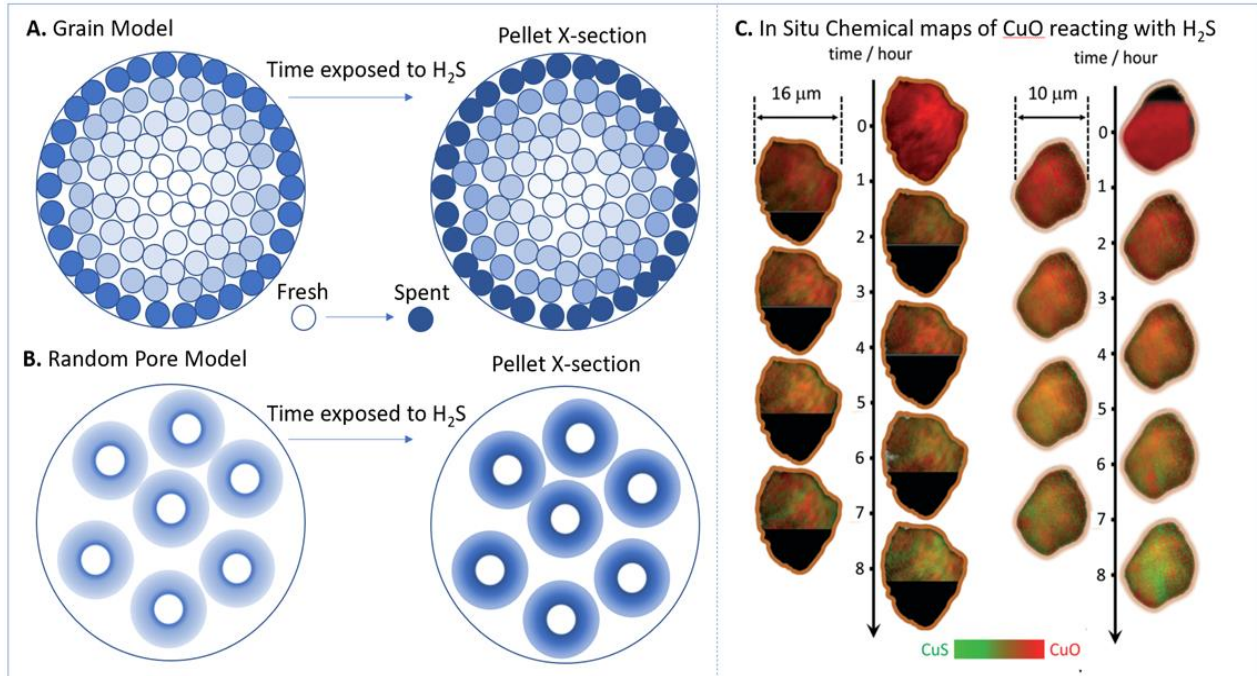 A. Grain Model
Pellet X-section
Time exposed to H₂S
Fresh
Spent
B. Random Pore Model
Pellet X-section
Time exposed to H₂S
C. In Situ Chemical maps of CuO reacting with H₂S
time / hour
16 μm
0
1
2
3
4
5
6
7
8
time / hour
10 μm
0
1
2
3
4
5
6
7
8
CuS
CuO